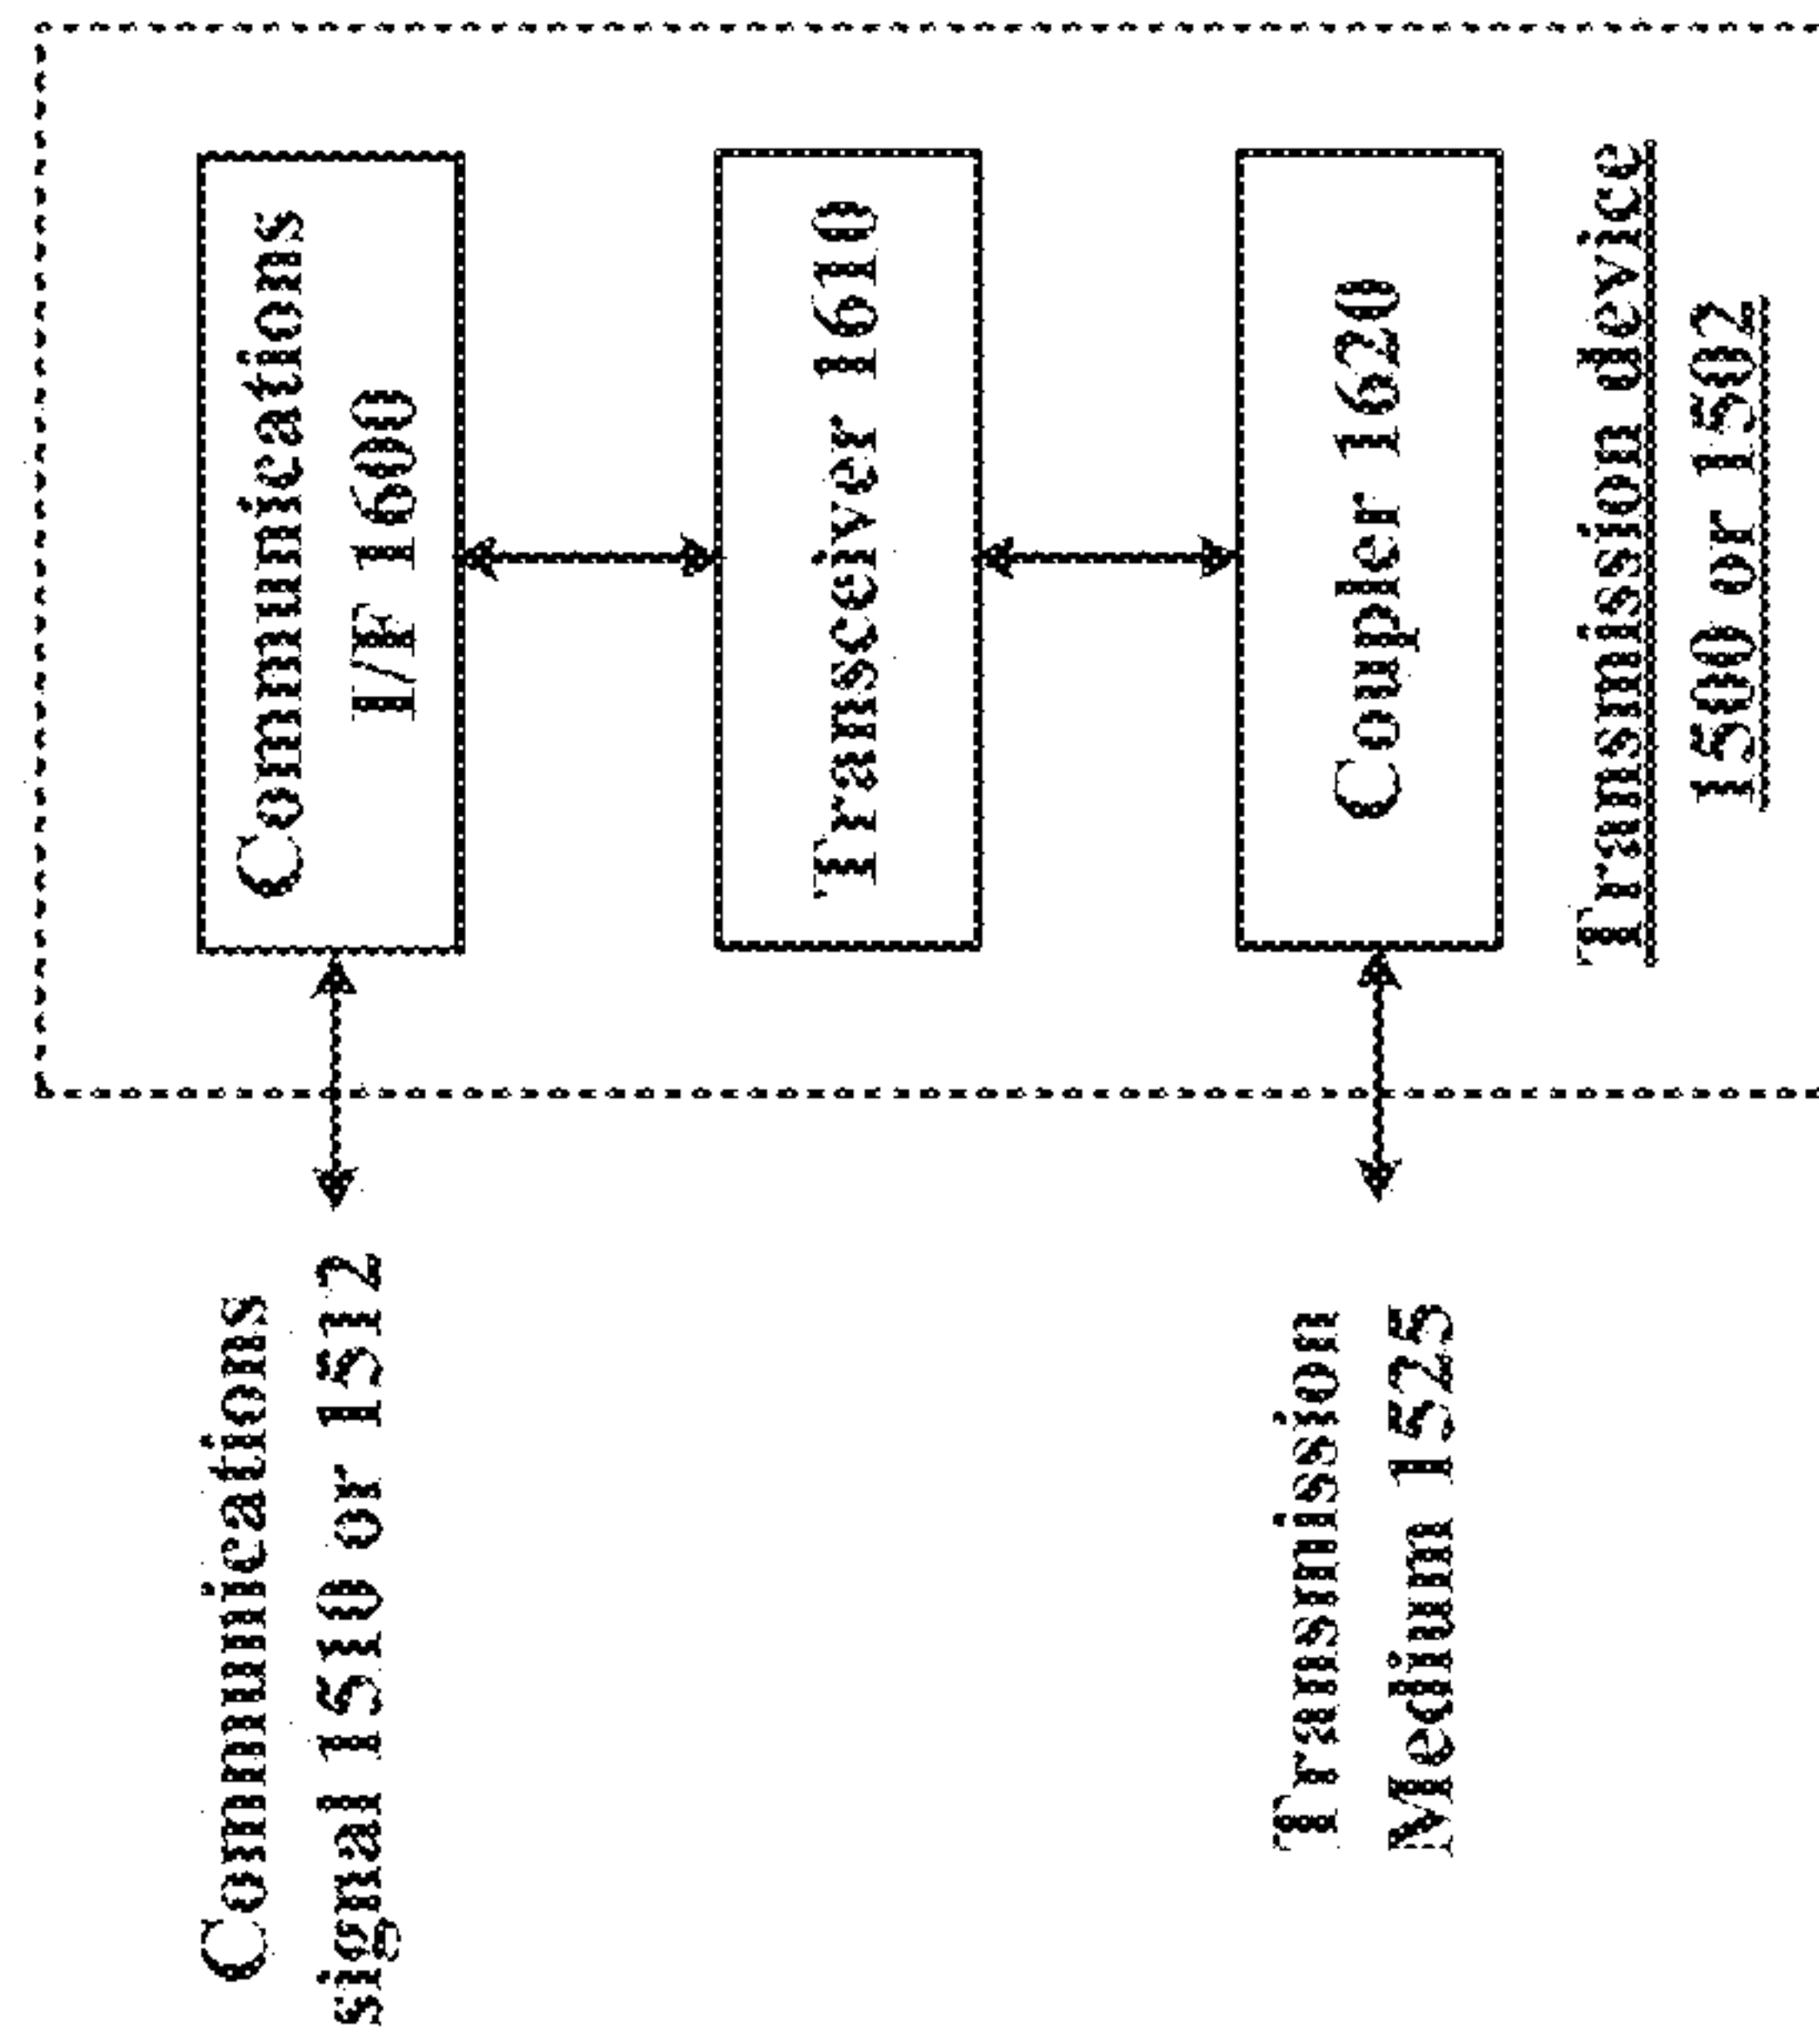 Communications
signal 1510 or 1512
Communications
I/F 1600
Transceiver 1610
Transmission
Medium 1525
Coupler 1620
Transmission device
1500 or 1502